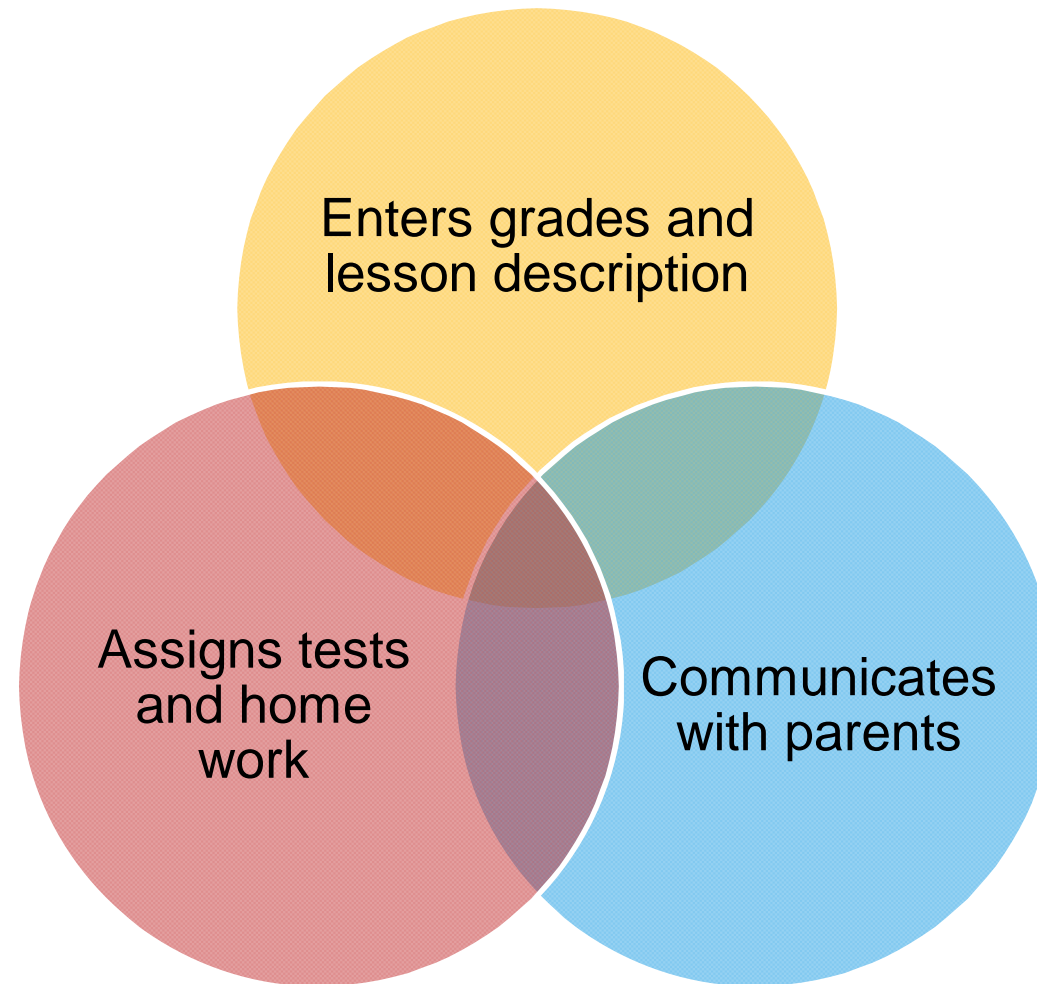 Enters grades and
lesson description
Assigns tests
and home
work
Communicates
with parents